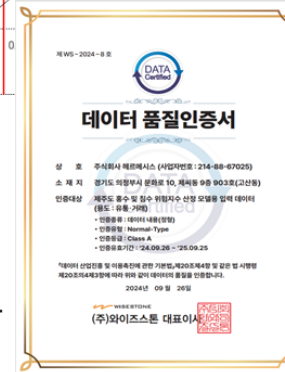 제 WS - 2024 - 8 호
DATA
Certified
데이터 품질인증서
상 호 주식회사 헤르메시스 (사업자번호 : 214-88-67025)
소 재 지 경기도 의정부시 문화로 10, 제씨동 9층 903호(고산동)
인증대상 제주도 홍수 및 침수 위험지수 산정 모델용 입력 데이터
(용도 : 유통·거래)
- 인증종류 : 데이터 내용(정형)
- 인증유형 : Normal-Type
- 인증등급 : Class A
- 인증유효기간 : '24.09.26 ~ '25.09.25
「데이터 산업진흥 및 이용촉진에 관한 기본법」제20조제4항 및 같은 법 시행령
제20조의4제3항에 따라 위와 같이 데이터의 품질을 인증합니다.
2024년 09월 26일
WISESTONE
(주)와이즈스톤 대표이사